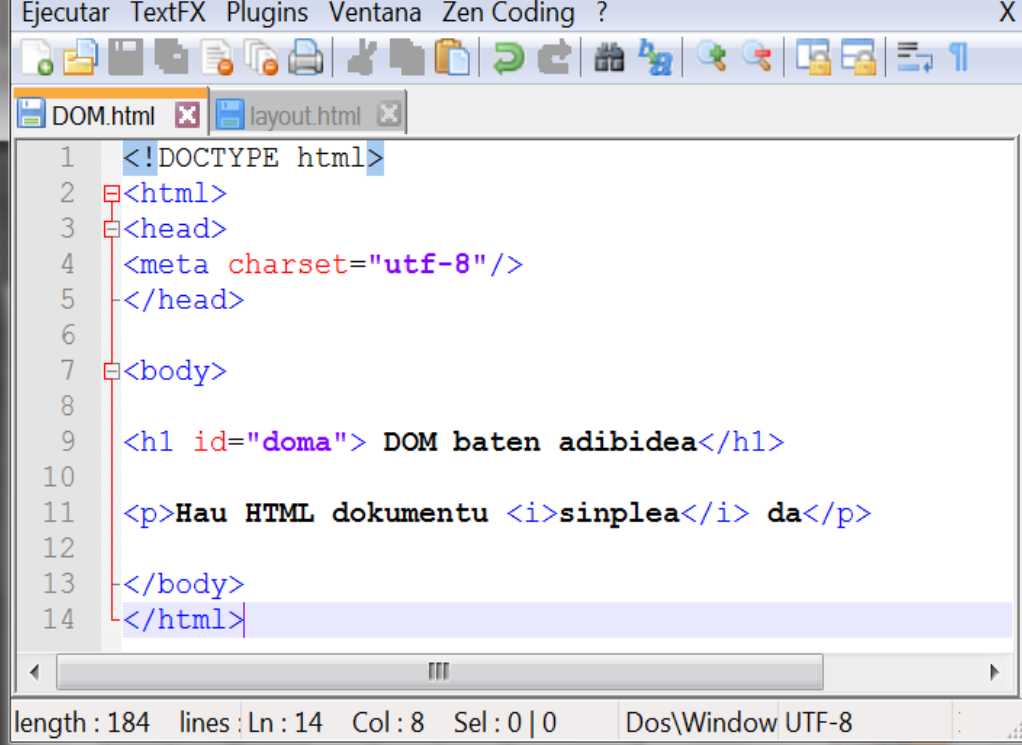 Ejecutar TextFX Plugins Ventana Zen Coding ? X
DOM.html layout.html
1 <!DOCTYPE html>
2 <html>
3 <head>
4 <meta charset="utf-8"/>
5 </head>
6
7 <body>
8
9 <h1 id="doma"> DOM baten adibidea</h1>
10
11 <p>Hau HTML dokumentu <i>sinplea</i> da</p>
12
13 </body>
14 </html>
length : 184 lines : Ln : 14 Col : 8 Sel : 0 | 0 Dos\Window UTF-8